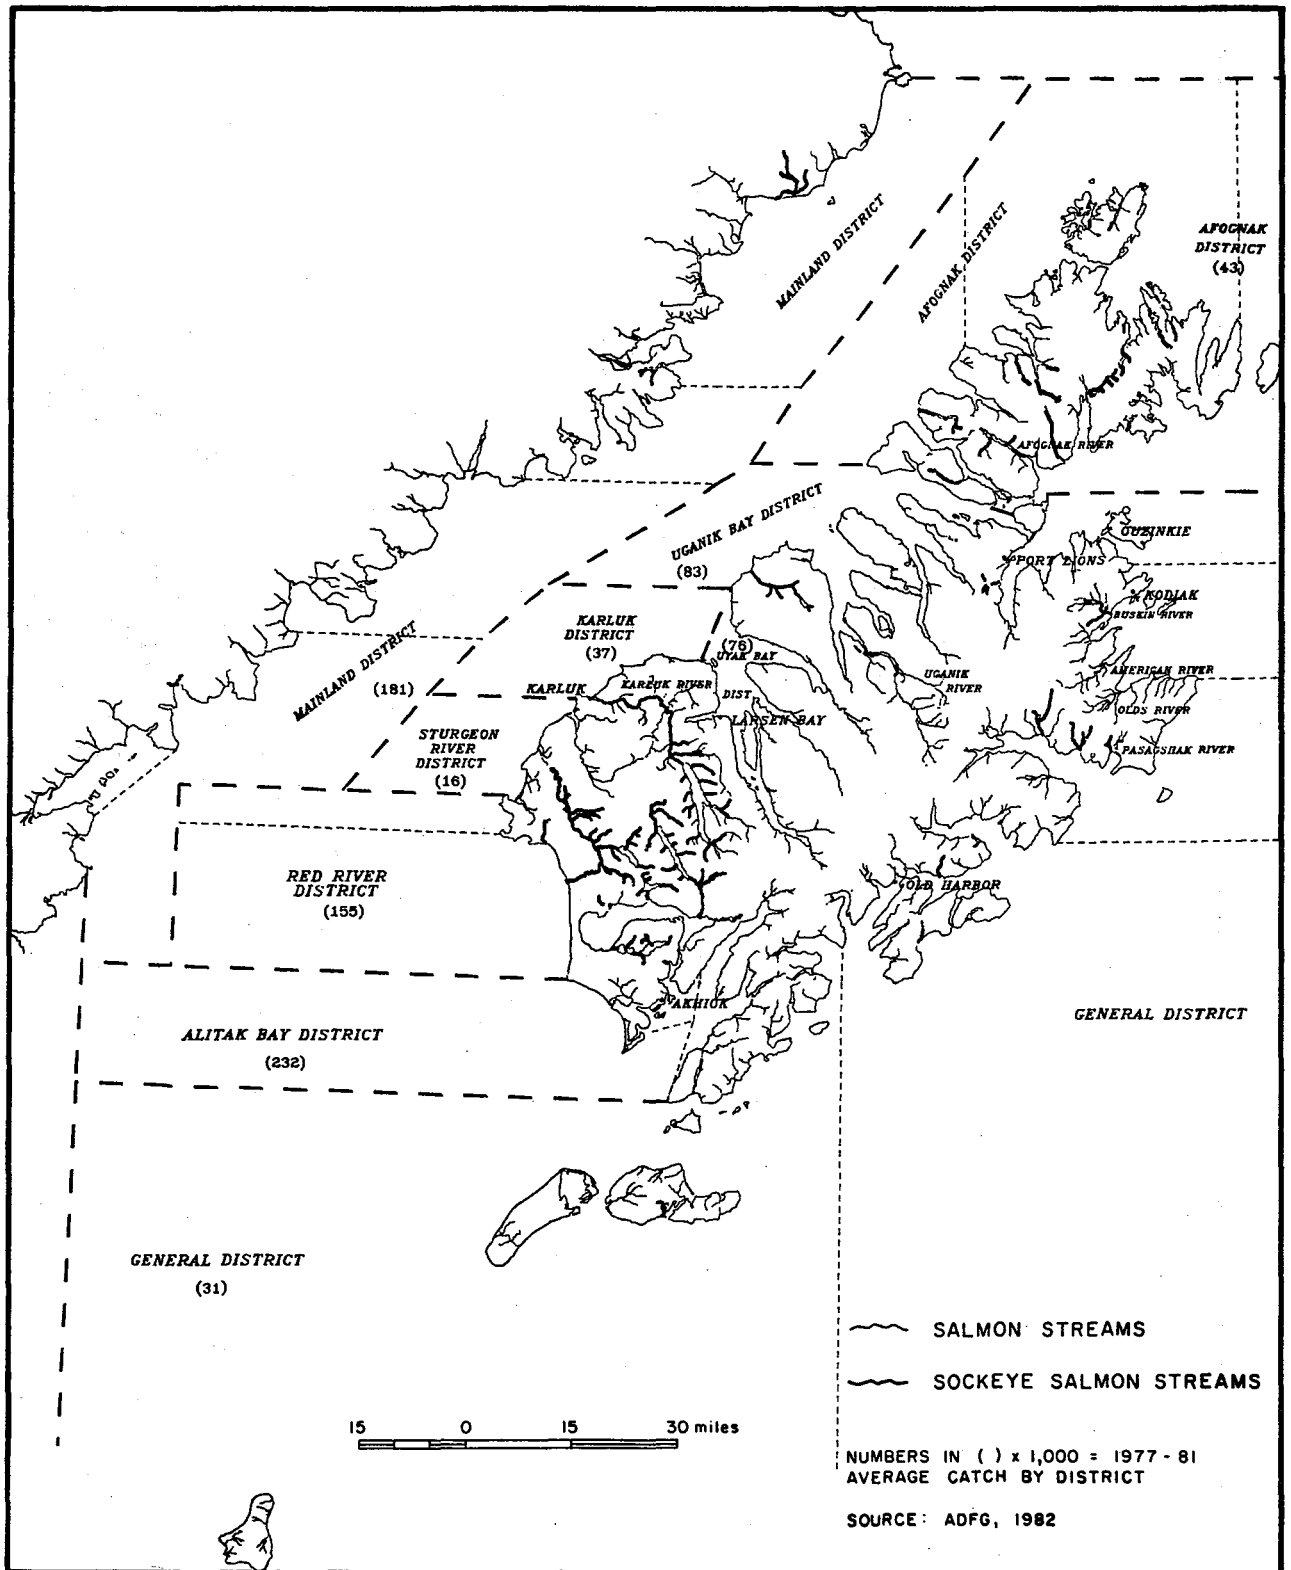 MAINLAND DISTRICT
AFOGNAK DISTRICT
AFOGNAK
DISTRICT
(43)
AFOGNAK RIVER
UGANIK BAY DISTRICT
(83)
OUZINKIE
PORT LIONS
KODIAK
BUSKIN RIVER
KARLUK
DISTRICT
(37)
(76)
UYAK BAY
DIST.
MAINLAND DISTRICT
(181)
KARLUK
KARLUK RIVER
LARSEN BAY
UGANIK
RIVER
AMERICAN RIVER
OLDS RIVER
PASAGSHAK RIVER
STURGEON
RIVER
DISTRICT
(16)
RED RIVER
DISTRICT
(155)
OLD HARBOR
AKHIOK
GENERAL DISTRICT
ALITAK BAY DISTRICT
(232)
GENERAL DISTRICT
(31)
SALMON STREAMS
SOCKEYE SALMON STREAMS
15 0 15 30 miles
NUMBERS IN ( ) x 1,000 = 1977-81
AVERAGE CATCH BY DISTRICT
SOURCE: ADFG, 1982